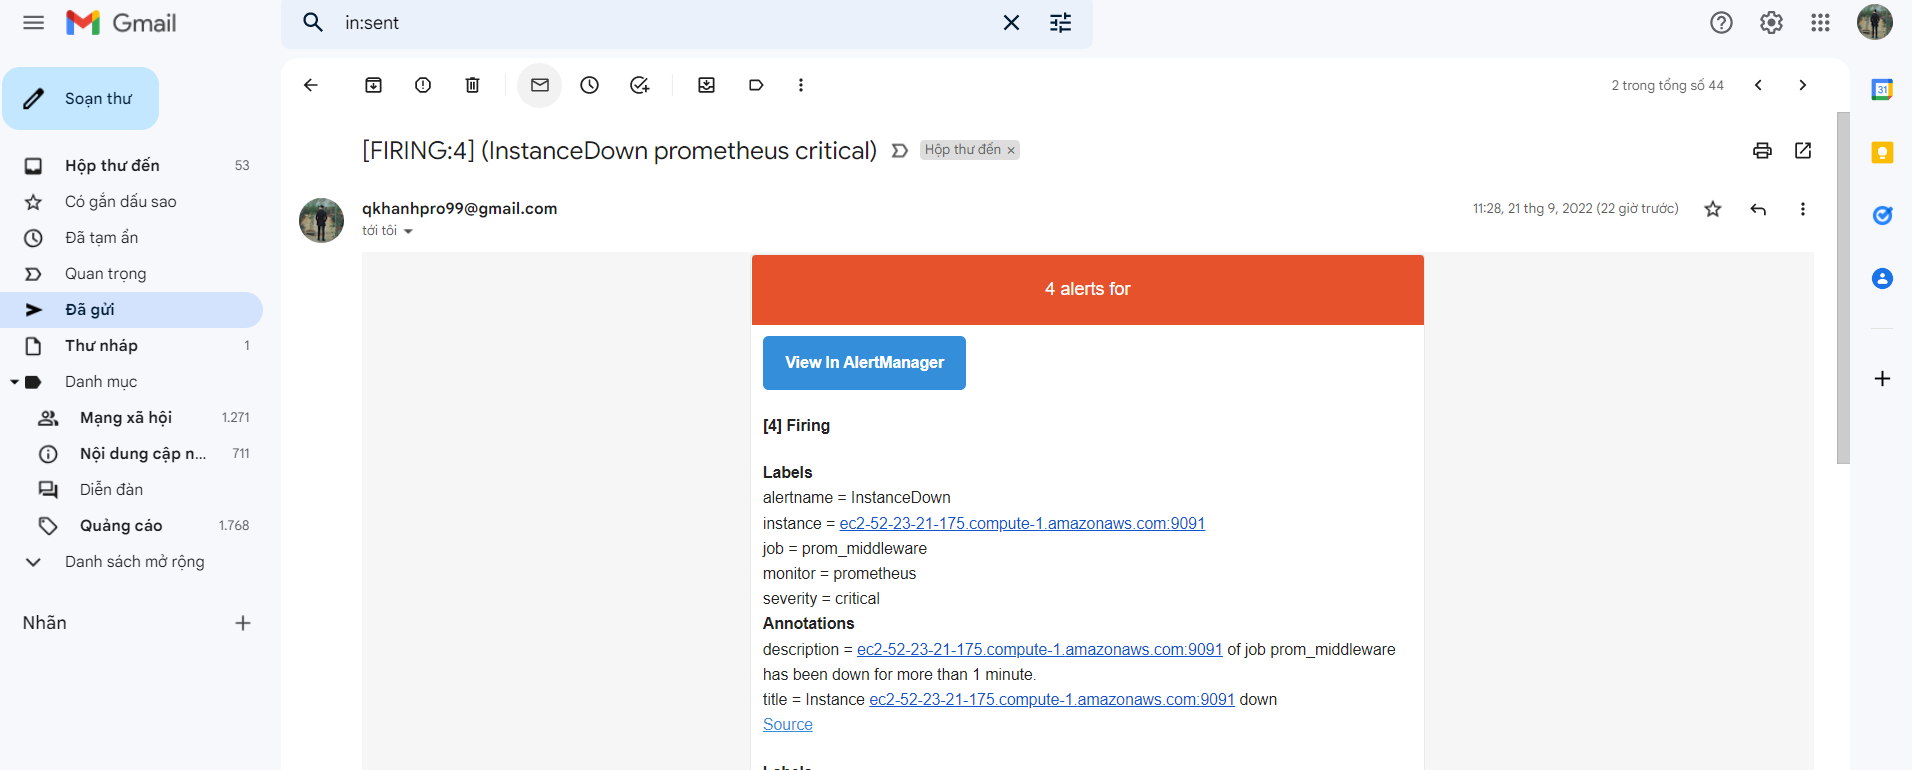 Gmail
in:sent
Soạn thư
2 trong tổng số 44
[FIRING:4] (InstanceDown prometheus critical)
Hộp thư đến ×
Hộp thư đến 53
Có gắn dấu sao
Đã tạm ẩn
Quan trọng
Đã gửi
Thư nháp 1
Danh mục
Mạng xã hội 1.271
Nội dung cập n... 711
Diễn đàn
Quảng cáo 1.768
Danh sách mở rộng
Nhãn
qkhanhpro99@gmail.com
11:28, 21 thg 9, 2022 (22 giờ trước)
tới tôi
4 alerts for
View In AlertManager
[4] Firing
Labels
alertname = InstanceDown
instance = ec2-52-23-21-175.compute-1.amazonaws.com:9091
job = prom_middleware
monitor = prometheus
severity = critical
Annotations
description = ec2-52-23-21-175.compute-1.amazonaws.com:9091 of job prom_middleware
has been down for more than 1 minute.
title = Instance ec2-52-23-21-175.compute-1.amazonaws.com:9091 down
Source
Labels
31